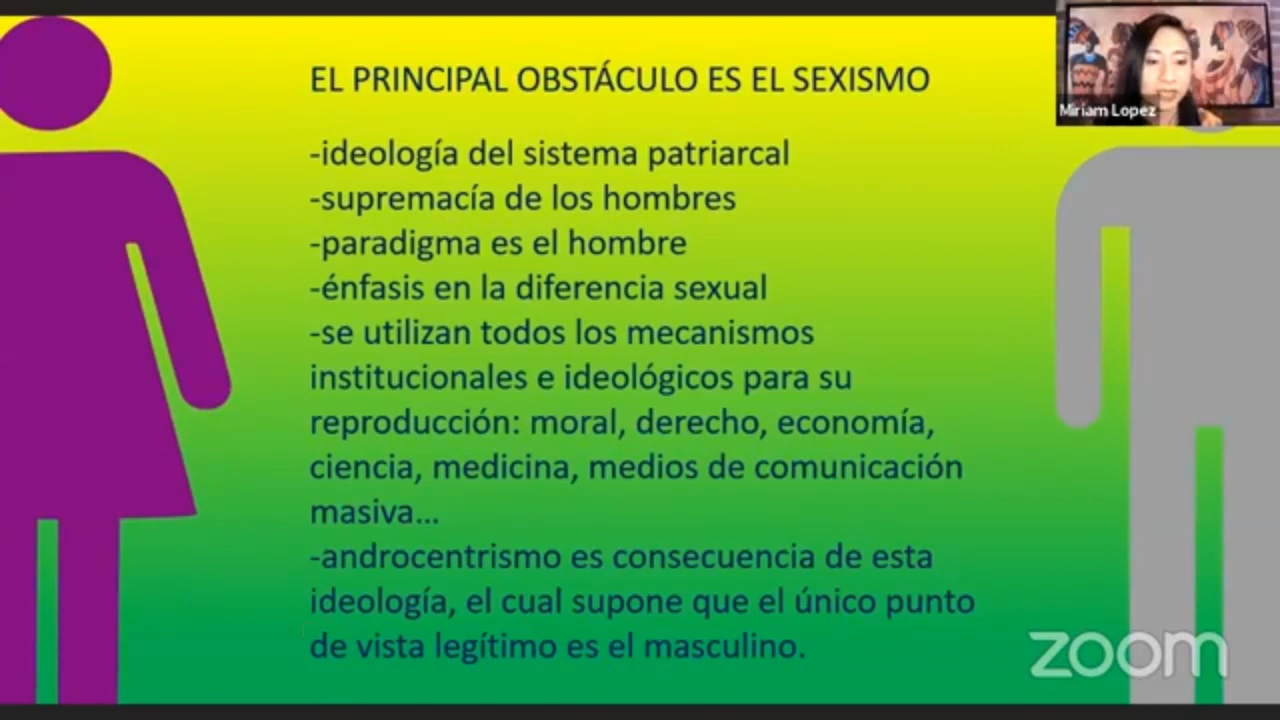 EL PRINCIPAL OBSTÁCULO ES EL SEXISMO
-ideología del sistema patriarcal
-supremacía de los hombres
-paradigma es el hombre
-énfasis en la diferencia sexual
-se utilizan todos los mecanismos
institucionales e ideológicos para su
reproducción: moral, derecho, economía,
ciencia, medicina, medios de comunicación
masiva...
-androcentrismo es consecuencia de esta
ideología, el cual supone que el único punto
de vista legítimo es el masculino.
Miriam Lopez
zoom